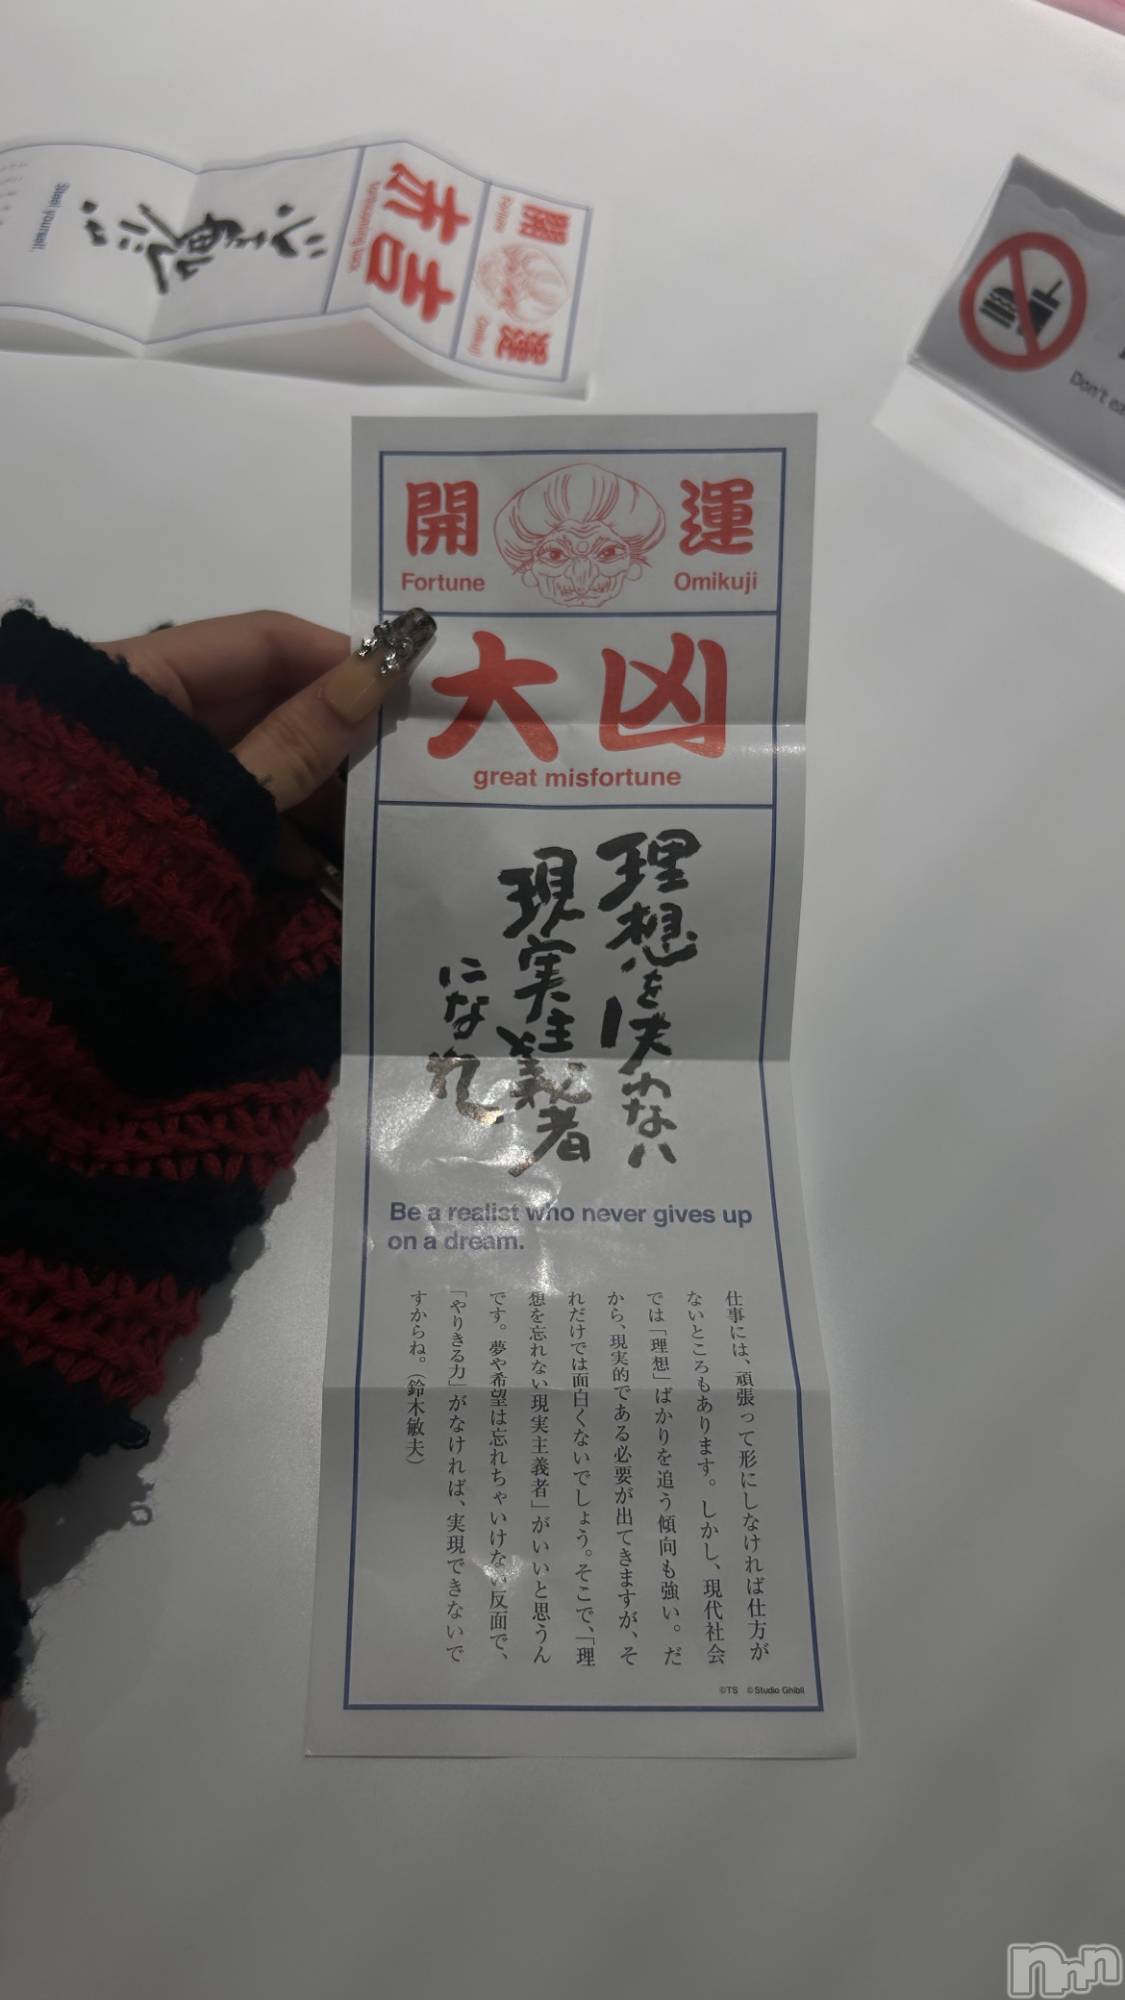 開運
Fortune Omikuji
大凶
great misfortune
理想を失わない
現実主義者
になれ。
Be a realist who never gives up
on a dream.
仕事には、頑張って形にしなければ仕方が
ないところもあります。しかし、現代社会
では「理想」ばかりを追う傾向も強い。だ
から、現実的である必要が出てきますが、そ
れだけでは面白くないでしょう。そこで、「理
想を忘れない現実主義者」がいいと思うん
です。夢や希望は忘れちゃいけない反面で、
「やりきる力」がなければ、実現できないで
すからね。（鈴木敏夫）
©TS ©Studio Ghibli
開運
Fortune Omikuji
赤吉
Steel yourself.
Don't ea
nnn